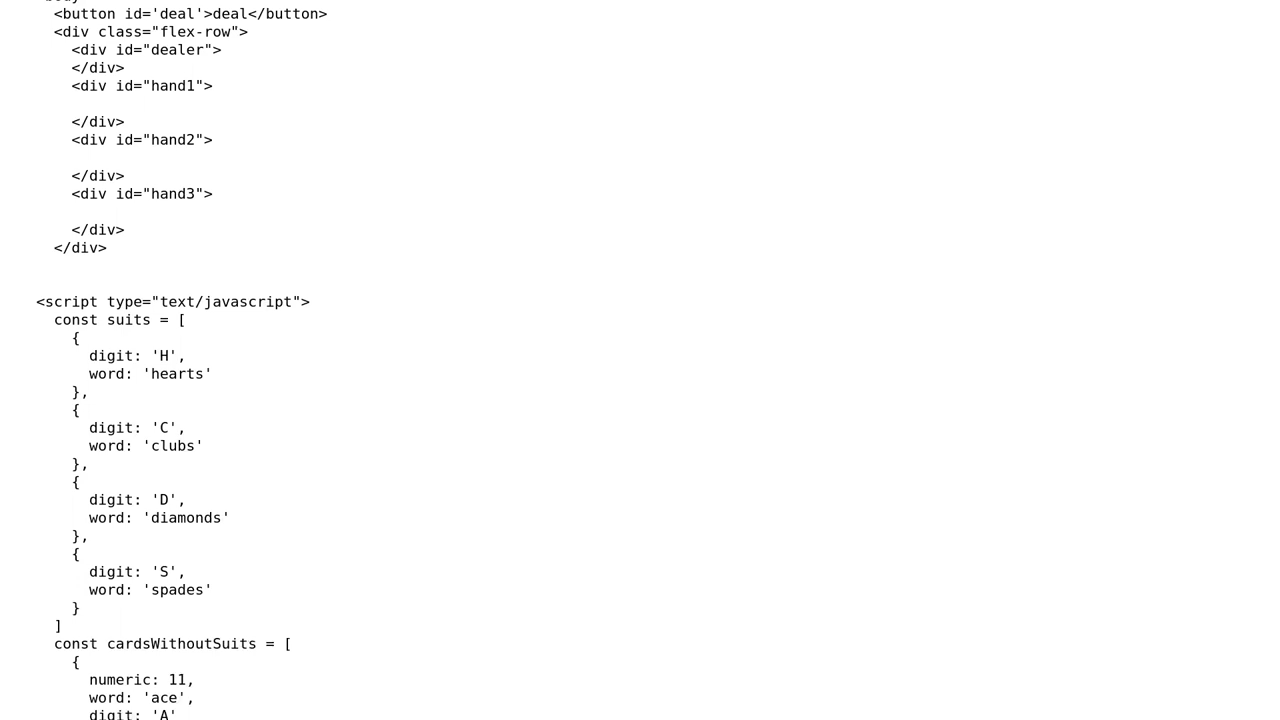 body
<button id='deal'>deal</button>
<div class="flex-row">
<div id="dealer">
</div>
<div id="hand1">
</div>
<div id="hand2">
</div>
<div id="hand3">
</div>
</div>
<script type="text/javascript">
const suits = [
{
digit: 'H',
word: 'hearts'
},
{
digit: 'C',
word: 'clubs'
},
{
digit: 'D',
word: 'diamonds'
},
{
digit: 'S',
word: 'spades'
}
]
const cardsWithoutSuits = [
{
numeric: 11,
word: 'ace',
digit: 'A'